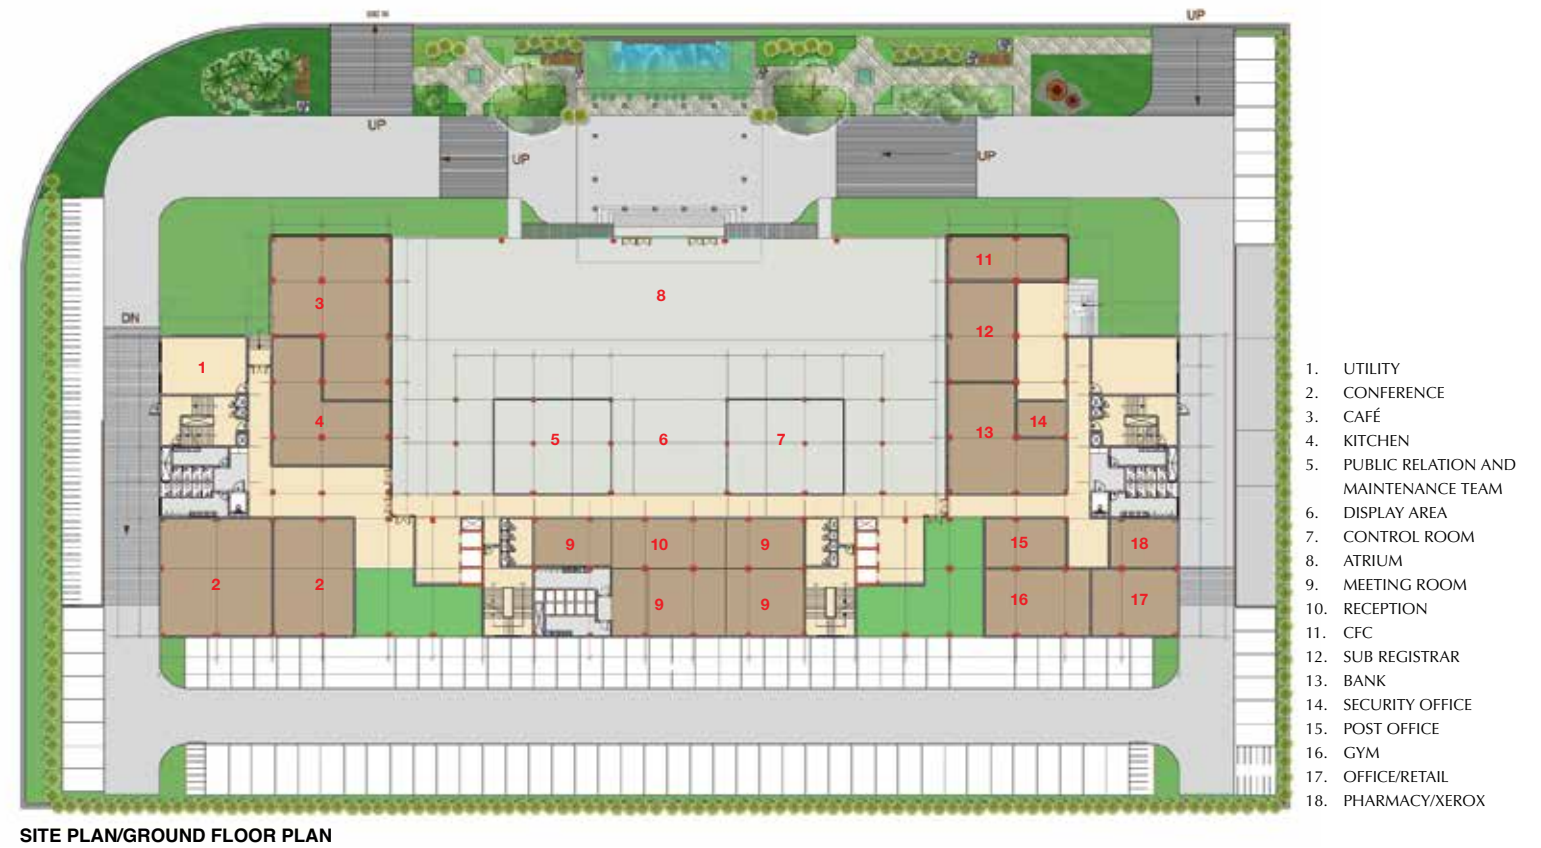 UP
UP
UP
UP
DN
11
3
8
12
1
4
5
6
7
13
14
9
10
9
15
18
2
2
9
9
16
17
1. UTILITY
2. CONFERENCE
3. CAFÉ
4. KITCHEN
5. PUBLIC RELATION AND
MAINTENANCE TEAM
6. DISPLAY AREA
7. CONTROL ROOM
8. ATRIUM
9. MEETING ROOM
10. RECEPTION
11. CFC
12. SUB REGISTRAR
13. BANK
14. SECURITY OFFICE
15. POST OFFICE
16. GYM
17. OFFICE/RETAIL
18. PHARMACY/XEROX
SITE PLAN/GROUND FLOOR PLAN